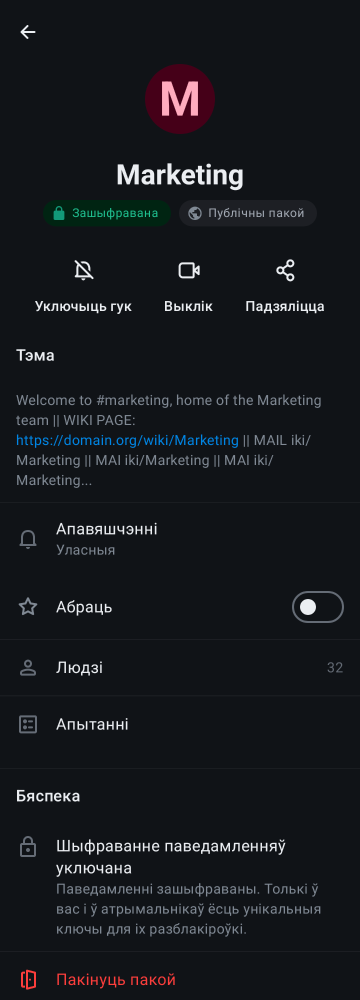 M
Marketing
Зашыфравана
Публічны пакой
Уключыць гук
Выклік
Падзяліцца
Тэма
Welcome to #marketing, home of the Marketing
team || WIKI PAGE:
https://domain.org/wiki/Marketing || MAIL iki/
Marketing || MAI iki/Marketing || MAI iki/
Marketing...
Апавяшчэнні
Уласныя
Абраць
Людзі 32
Апытанні
Бяспека
Шыфраванне паведамленняў
уключана
Паведамленні зашыфраваны. Толькі ў
вас і ў атрымальнікаў ёсць унікальныя
ключы для іх разблакіроўкі.
Пакінуць пакой